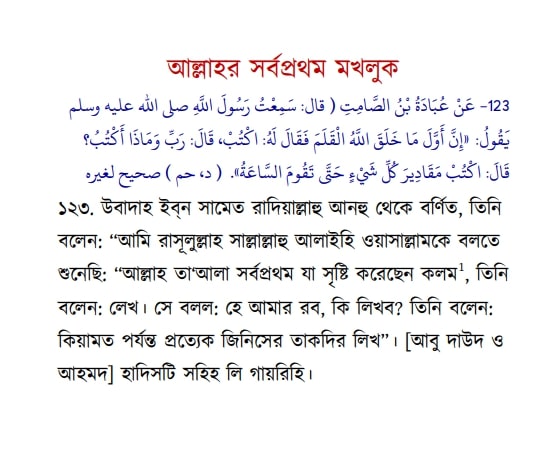 আল্লাহর সর্বপ্রথম মখলুক
123- عَنْ عُبَادَةُ بْنُ الصَّامِتِ ( قال: سَمِعْتُ رَسُولَ اللَّهِ صلى الله عليه وسلم
يَقُولُ: «إِنَّ أَوَّلَ مَا خَلَقَ اللَّهُ الْقَلَمَ فَقَالَ لَهُ: اكْتُبْ، قَالَ: رَبِّ وَمَاذَا أَكْتُبُ؟
قَالَ: اكْتُبْ مَقَادِيرَ كُلِّ شَيْءٍ حَتَّى تَقُومَ السَّاعَةُ». ( د، حم ) صحيح لغيره
১২৩. উবাদাহ ইব্‌ন সামেত রাদিয়াল্লাহু আনহু থেকে বর্ণিত, তিনি
বলেন: “আমি রাসূলুল্লাহ সাল্লাল্লাহু আলাইহি ওয়াসাল্লামকে বলতে
শুনেছি: “আল্লাহ তা‘আলা সর্বপ্রথম যা সৃষ্টি করেছেন কলম¹, তিনি
বলেন: লেখ। সে বলল: হে আমার রব, কি লিখব? তিনি বলেন:
কিয়ামত পর্যন্ত প্রত্যেক জিনিসের তাকদির লিখ”। [আবু দাউদ ও
আহমদ] হাদিসটি সহিহ লি গায়রিহি।